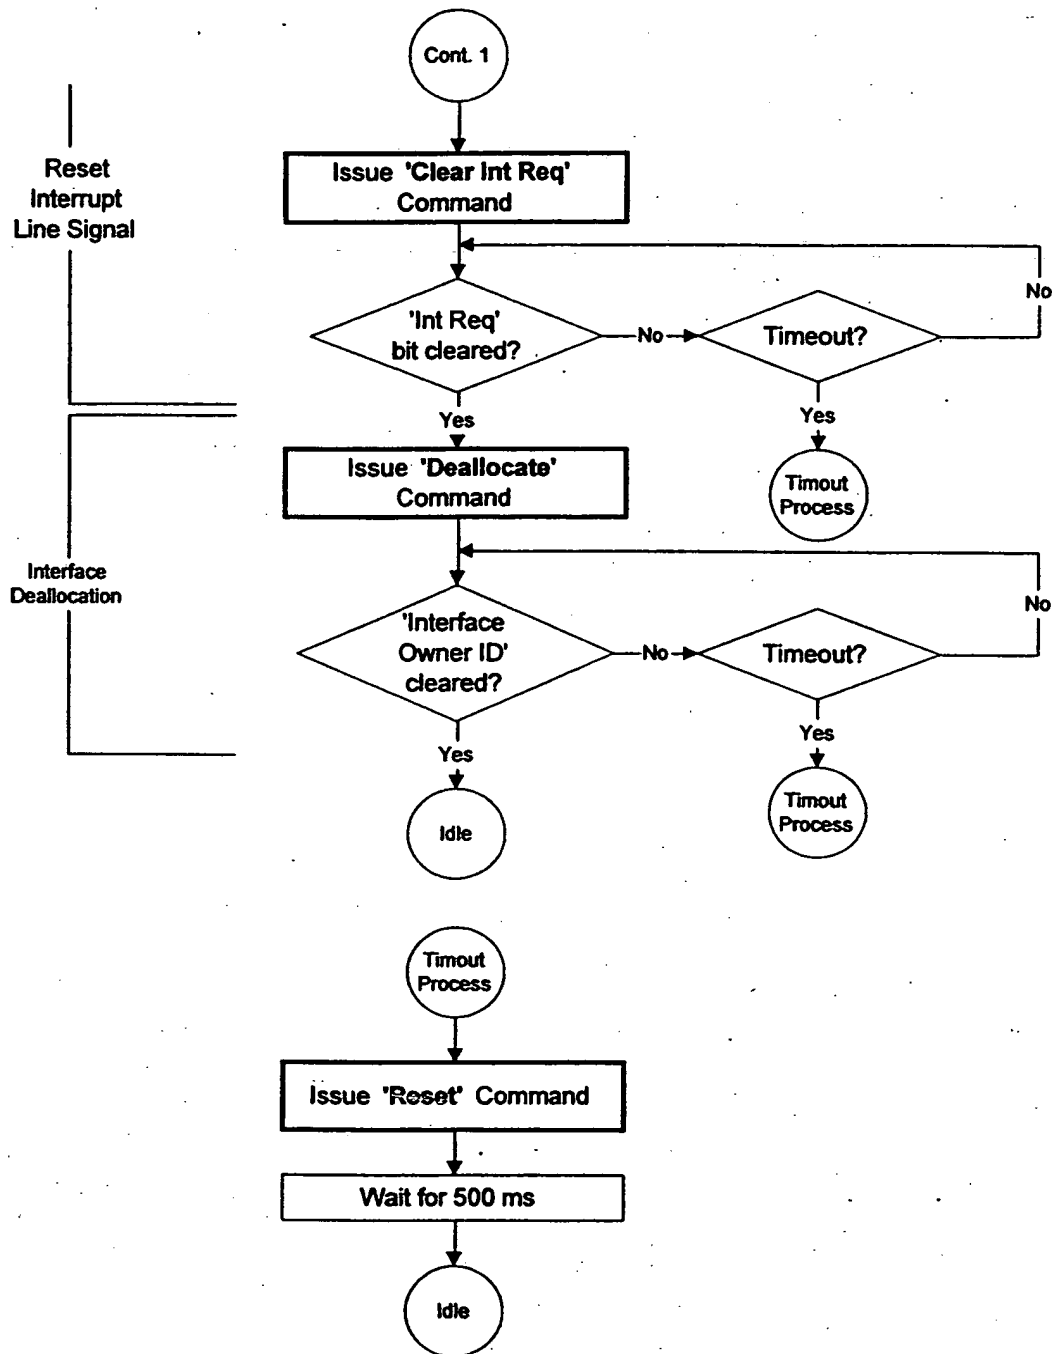 Cont. 1
Issue 'Clear Int Req'
Command
Reset
Interrupt
Line Signal
No
'Int Req'
bit cleared?
No
Timeout?
Yes
Yes
Issue 'Deallocate'
Command
Timout
Process
Interface
Deallocation
No
'Interface
Owner ID'
cleared?
No
Timeout?
Yes
Yes
Idle
Timout
Process
Timout
Process
Issue 'Reset' Command
Wait for 500 ms
Idle